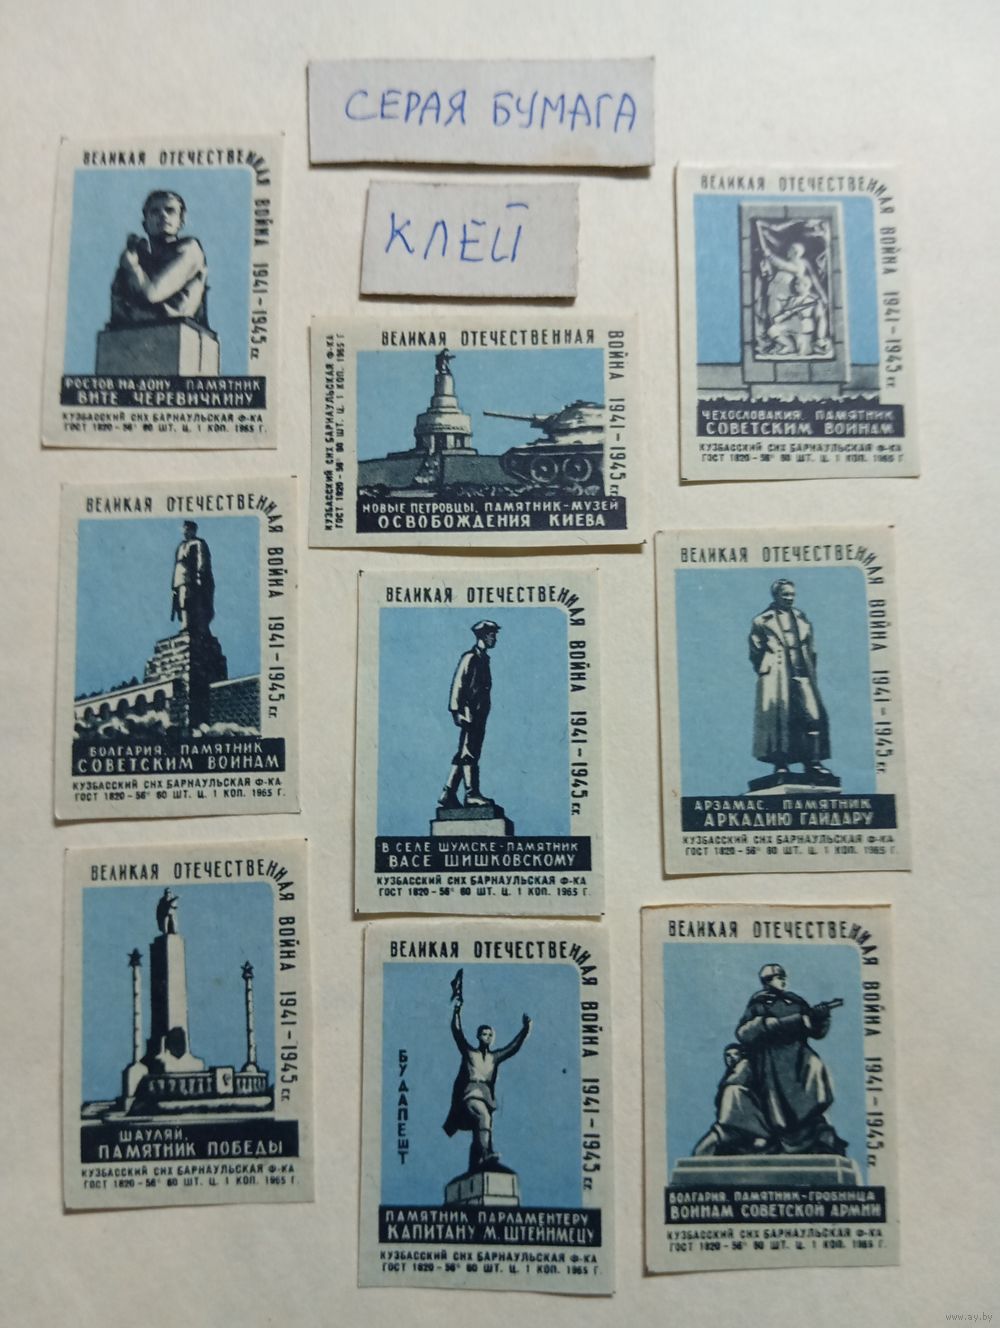 СЕРАЯ БУМАГА
КЛЕЙ
ВЕЛИКАЯ ОТЕЧЕСТВЕННАЯ ВОЙНА 1941-1945 гг.
РОСТОВ-НА-ДОНУ. ПАМЯТНИК
ВИТЕ ЧЕРЕВИЧКИНУ
КУЗБАССКИЙ СНХ БАРНАУЛЬСКАЯ Ф-КА
ГОСТ 1820-56* 60 ШТ. Ц. 1 КОП. 1965 Г.
ВЕЛИКАЯ ОТЕЧЕСТВЕННАЯ ВОЙНА 1941-1945 гг.
НОВЫЕ ПЕТРОВЦЫ. ПАМЯТНИК-МУЗЕЙ
ОСВОБОЖДЕНИЯ КИЕВА
КУЗБАССКИЙ СНХ БАРНАУЛЬСКАЯ Ф-КА
ГОСТ 1820-56* 60 ШТ. Ц. 1 КОП. 1965 Г
ВЕЛИКАЯ ОТЕЧЕСТВЕННАЯ ВОЙНА 1941-1945 гг.
ЧЕХОСЛОВАКИЯ. ПАМЯТНИК
СОВЕТСКИМ ВОИНАМ
КУЗБАССКИЙ СНХ БАРНАУЛЬСКАЯ Ф-КА
ГОСТ 1820-56* 60 ШТ. Ц. 1 КОП. 1965 Г
ВЕЛИКАЯ ОТЕЧЕСТВЕННАЯ ВОЙНА 1941-1945 гг.
БОЛГАРИЯ. ПАМЯТНИК
СОВЕТСКИМ ВОИНАМ
КУЗБАССКИЙ СНХ БАРНАУЛЬСКАЯ Ф-КА
ГОСТ 1820-56* 60 ШТ. Ц. 1 КОП. 1965 Г.
ВЕЛИКАЯ ОТЕЧЕСТВЕННАЯ ВОЙНА 1941-1945 гг.
В СЕЛЕ ШУМСКЕ-ПАМЯТНИК
ВАСЕ ШИШКОВСКОМУ
КУЗБАССКИЙ СНХ БАРНАУЛЬСКАЯ Ф-КА
ГОСТ 1820-56* 60 ШТ. Ц. 1 КОП. 1965 Г.
ВЕЛИКАЯ ОТЕЧЕСТВЕННАЯ ВОЙНА 1941-1945 гг.
АРЗАМАС. ПАМЯТНИК
АРКАДИЮ ГАЙДАРУ
КУЗБАССКИЙ СНХ БАРНАУЛЬСКАЯ Ф-КА
ГОСТ 1820-56* 60 ШТ. Ц. 1 КОП. 1965 Г.
ВЕЛИКАЯ ОТЕЧЕСТВЕННАЯ ВОЙНА 1941-1945 гг.
ШАУЛЯЙ.
ПАМЯТНИК ПОБЕДЫ
КУЗБАССКИЙ СНХ БАРНАУЛЬСКАЯ Ф-КА
ГОСТ 1820-56* 60 ШТ. Ц. 1 КОП. 1965 Г.
ВЕЛИКАЯ ОТЕЧЕСТВЕННАЯ ВОЙНА 1941-1945 гг.
БУДАПЕШТ
ПАМЯТНИК ПАРЛАМЕНТЕРУ
КАПИТАНУ М. ШТЕЙНМЕЦУ
КУЗБАССКИЙ СНХ БАРНАУЛЬСКАЯ Ф-КА
ГОСТ 1820-56* 60 ШТ. Ц. 1 КОП. 1965 Г.
ВЕЛИКАЯ ОТЕЧЕСТВЕННАЯ ВОЙНА 1941-1945 гг.
БОЛГАРИЯ. ПАМЯТНИК-ГРОБНИЦА
ВОИНАМ СОВЕТСКОЙ АРМИИ
КУЗБАССКИЙ СНХ БАРНАУЛЬСКАЯ Ф-КА
ГОСТ 1820-56* 60 ШТ. Ц. 1 КОП. 1965 Г.
www.ay.by